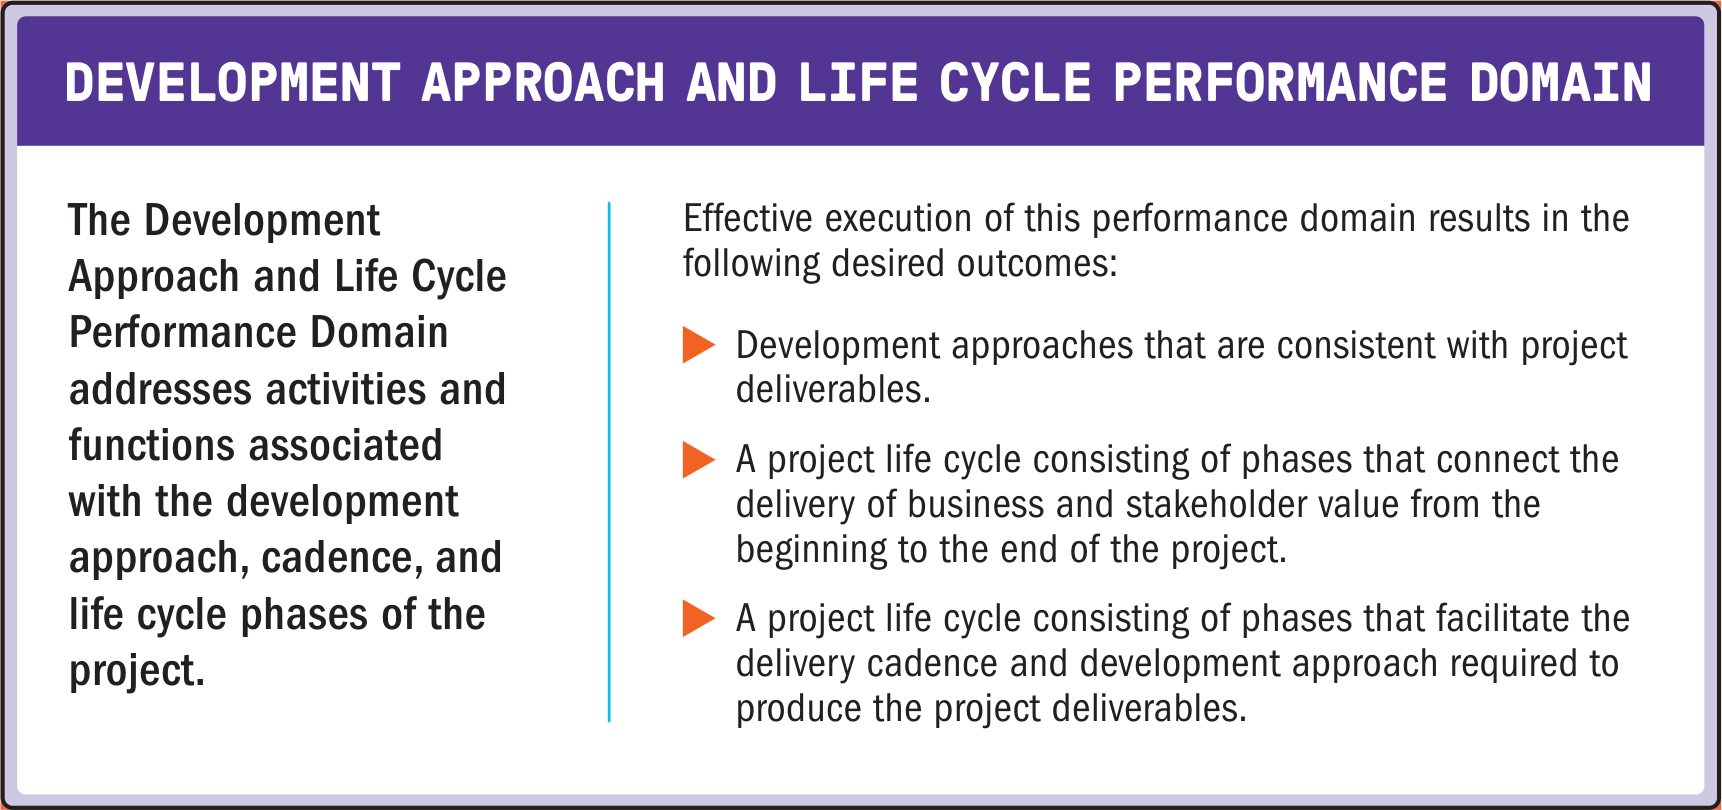 DEVELOPMENT APPROACH AND LIFE CYCLE PERFORMANCE DOMAIN
The Development
Approach and Life Cycle
Performance Domain
addresses activities and
functions associated
with the development
approach, cadence, and
life cycle phases of the
project.
Effective execution of this performance domain results in the
following desired outcomes:
Development approaches that are consistent with project
deliverables.
A project life cycle consisting of phases that connect the
delivery of business and stakeholder value from the
beginning to the end of the project.
A project life cycle consisting of phases that facilitate the
delivery cadence and development approach required to
produce the project deliverables.